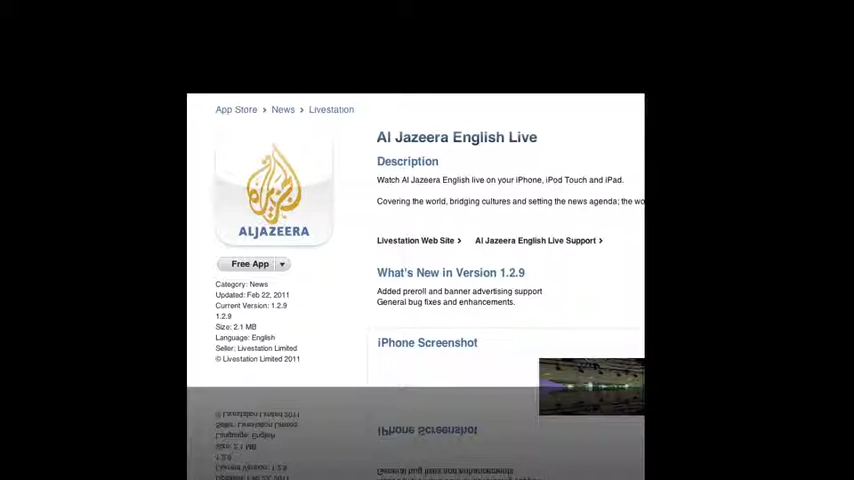 App Store > News > Livestation
Al Jazeera English Live
Description
Watch Al Jazeera English live on your iPhone, iPod Touch and iPad.
Covering the world, bridging cultures and setting the news agenda; the wo
ALJAZEERA
Livestation Web Site >
Al Jazeera English Live Support >
Free App
What's New in Version 1.2.9
Added preroll and banner advertising support
General bug fixes and enhancements.
Category: News
Updated: Feb 22, 2011
Current Version: 1.2.9
1.2.9
Size: 2.1 MB
Language: English
Seller: Livestation Limited
© Livestation Limited 2011
iPhone Screenshot